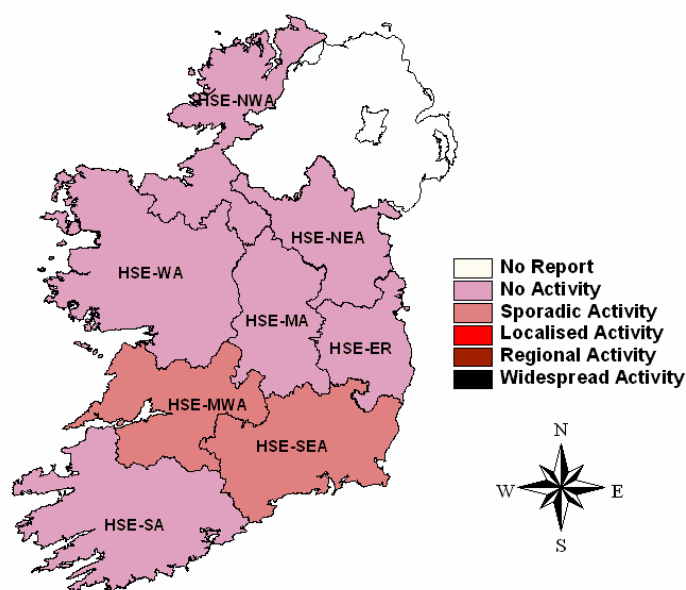 HSE-NWA
HSE-NEA
HSE-WA
HSE-MA
HSE-ER
HSE-MWA
HSE-SEA
HSE-SA
No Report
No Activity
Sporadic Activity
Localised Activity
Regional Activity
Widespread Activity
N
W
E
S